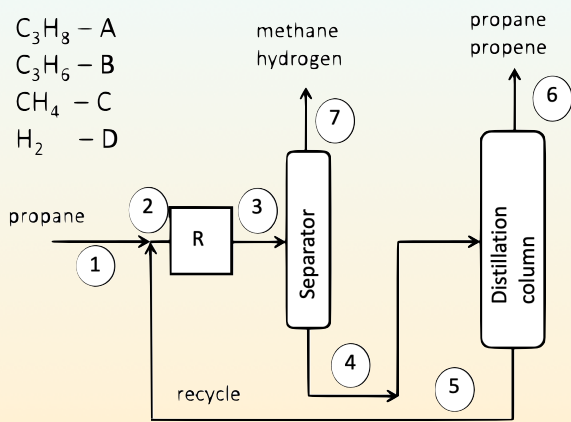 C₃H₈ – A
C₃H₆ – B
CH₄ – C
H₂ – D
methane
hydrogen
propane
propene
7
6
propane
2
3
R
1
Separator
Distillation
column
4
5
recycle